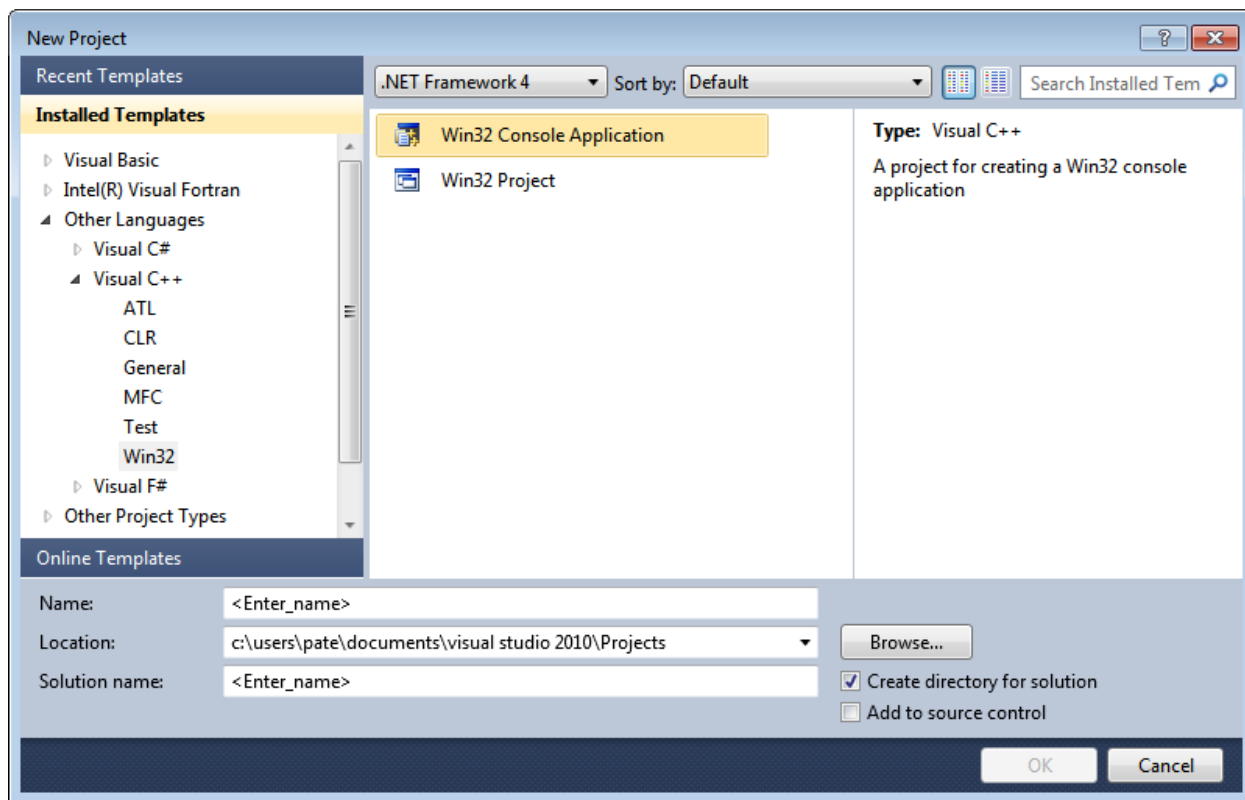 New Project
Recent Templates
.NET Framework 4
Sort by: Default
Search Installed Tem
Installed Templates
Visual Basic
Intel(R) Visual Fortran
Other Languages
Visual C#
Visual C++
ATL
CLR
General
MFC
Test
Win32
Visual F#
Other Project Types
Online Templates
Win32 Console Application
Win32 Project
Type: Visual C++
A project for creating a Win32 console
application
Name: <Enter_name>
Location: c:\users\pate\documents\visual studio 2010\Projects
Browse...
Solution name: <Enter_name>
Create directory for solution
Add to source control
OK
Cancel